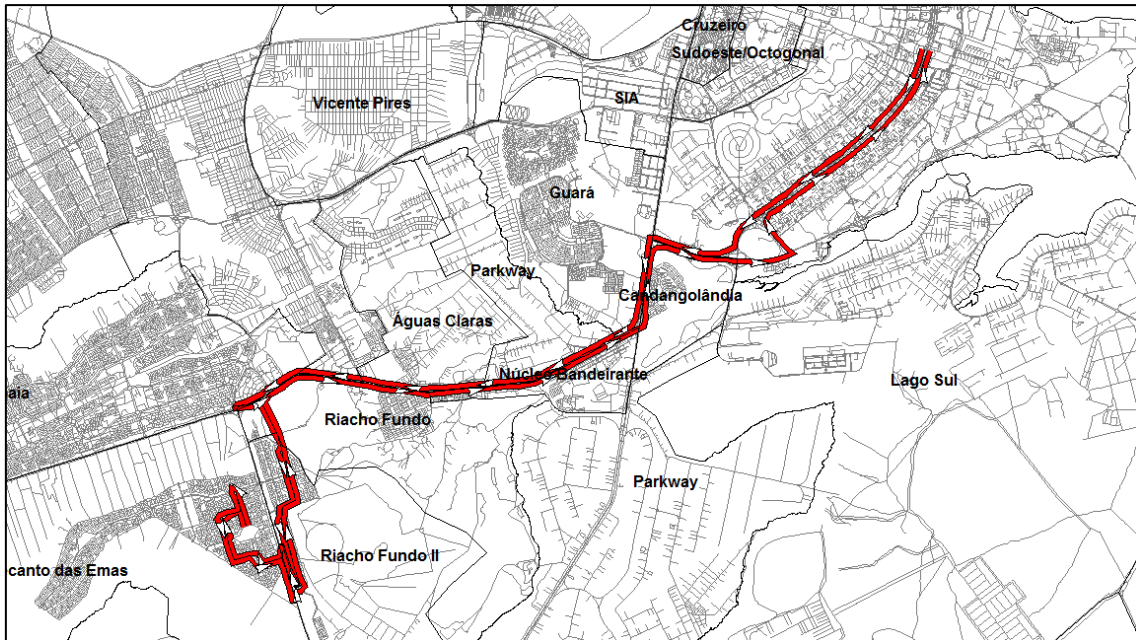 Cruzeiro
Sudoeste/Octogonal
Vicente Pires
SIA
Guará
Parkway
Candangolândia
Águas Claras
Núcleo Bandeirante
Lago Sul
aia
Riacho Fundo
Parkway
Riacho Fundo II
canto das Emas